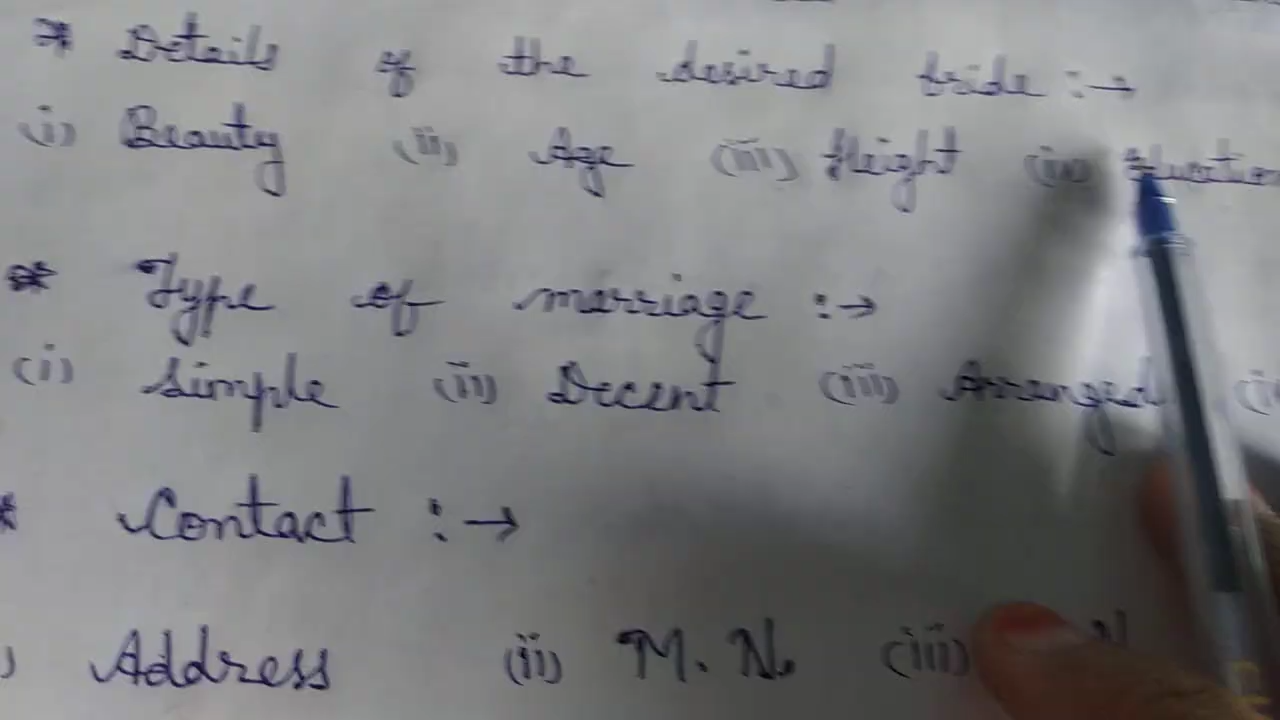 * Details of the desired bride :→
(i) Beauty (ii) Age (iii) Height (iv)
* Type of marriage :→
(i) Simple (ii) Decent (iii) Arranged
* Contact :→
) Address (ii) M. N. (iii) N